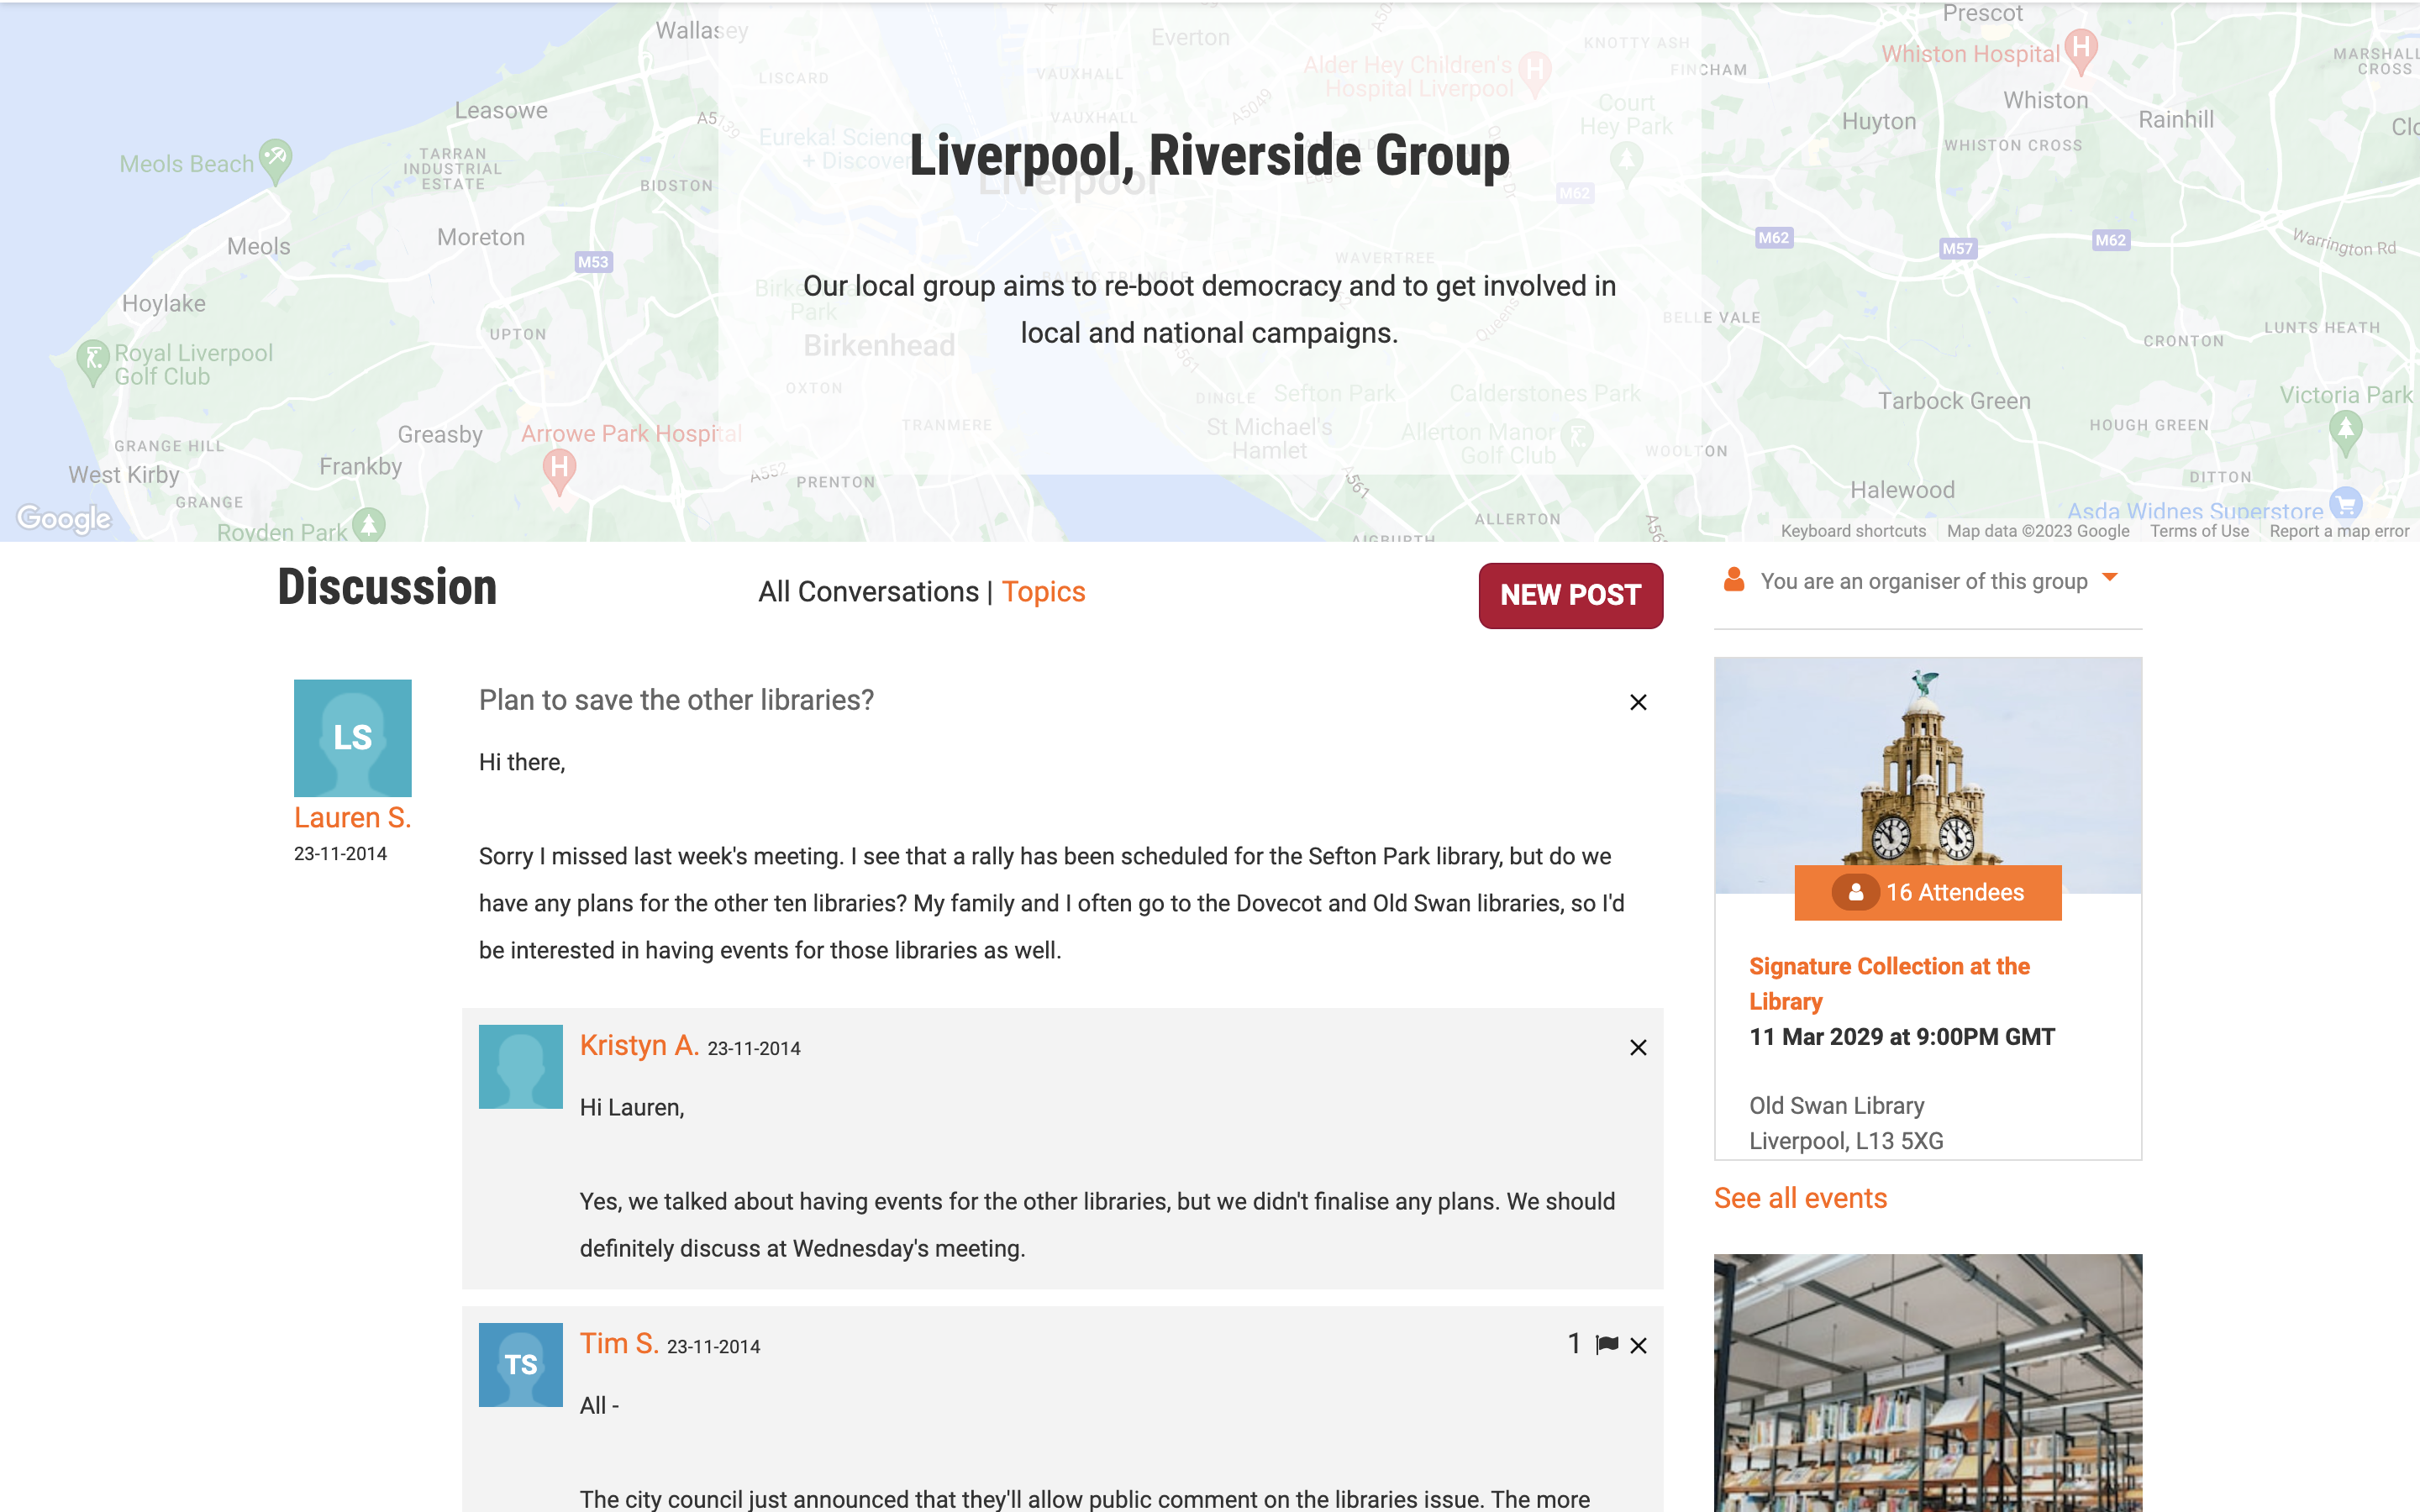 Wallasey
Everton
Prescot
KNOTTY ASH
Whiston Hospital
MARSHALL
CROSS
LISCARD
VAUXHALL
Alder Hey Children's
Hospital Liverpool
FINCHAM
Leasowe
A5139
VAUXHALL
A5049
Court
Hey Park
Whiston
Huyton
Rainhill
Meols Beach
TARRAN
INDUSTRIAL
ESTATE
Liverpool, Riverside Group
WHISTON CROSS
BIDSTON
Liverpool
M62
Meols
Moreton
M53
M62
M57
M62
Warrington Rd
WAVERTREE
Our local group aims to re-boot democracy and to get involved in
local and national campaigns.
Hoylake
UPTON
Birkenhead
BELLE VALE
CRONTON
LUNTS HEATH
Royal Liverpool
Golf Club
OXTON
DINGLE
Sefton Park
Calderstones Park
Tarbock Green
Victoria Park
GRANGE HILL
Greasby
Arrowe Park Hospital
TRANMERE
St Michael's
Hamlet
Allerton Manor
Golf Club
HOUGH GREEN
West Kirby
Frankby
A552
PRENTON
A561
WOOLTON
DITTON
GRANGE
Halewood
Google
Royden Park
ALLERTON
AIGBURTH
Asda Widnes Superstore
Keyboard shortcuts
Map data ©2023 Google
Terms of Use
Report a map error
Discussion
All Conversations | Topics
NEW POST
You are an organiser of this group
LS
Lauren S.
23-11-2014
Plan to save the other libraries?
Hi there,
Sorry I missed last week's meeting. I see that a rally has been scheduled for the Sefton Park library, but do we
have any plans for the other ten libraries? My family and I often go to the Dovecot and Old Swan libraries, so I'd
be interested in having events for those libraries as well.
Kristyn A. 23-11-2014
Hi Lauren,
Yes, we talked about having events for the other libraries, but we didn't finalise any plans. We should
definitely discuss at Wednesday's meeting.
TS
Tim S. 23-11-2014
1
All -
The city council just announced that they'll allow public comment on the libraries issue. The more
16 Attendees
Signature Collection at the
Library
11 Mar 2029 at 9:00PM GMT
Old Swan Library
Liverpool, L13 5XG
See all events